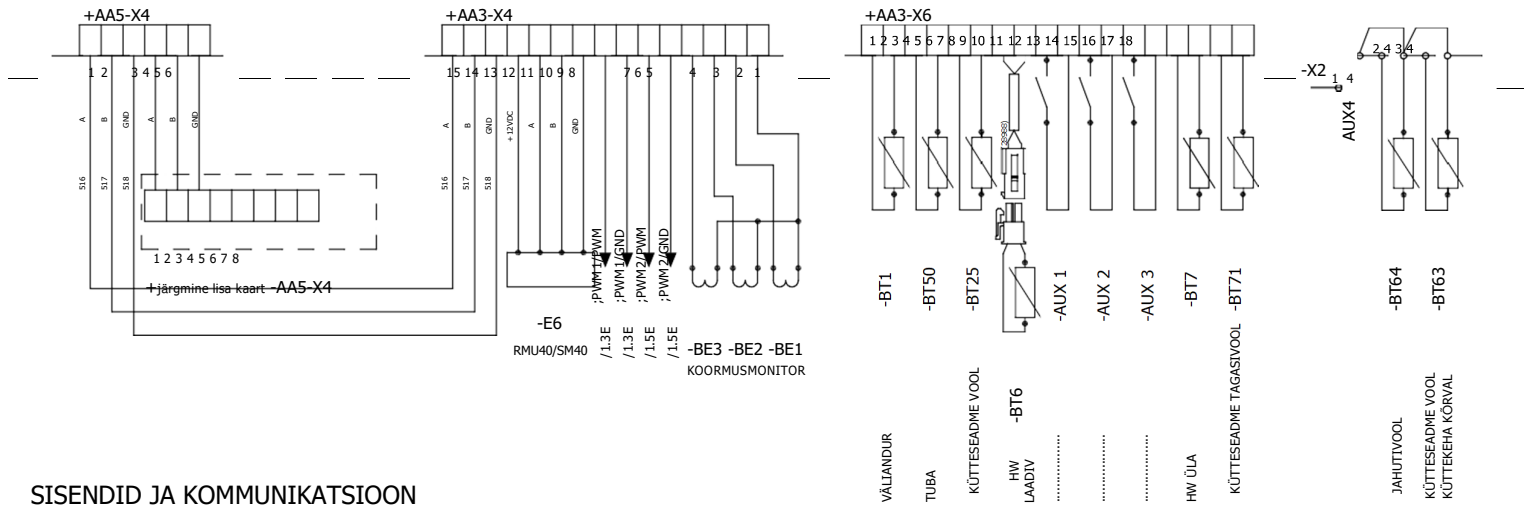 +AA5-X4
+AA3-X4
+AA3-X6
1 2 3 4 5 6
15 14 13 12 11 10 9 8 7 6 5 4 3 2 1
1 2 3 4 5 6 7 8 9 10 11 12 13 14 15 16 17 18
2 4 3 4
-X2
1 4
AUX4
A
B
GND
A
B
GND
516
517
518
A
B
GND
+12VDC
A
B
GND
516
517
518
1 2 3 4 5 6 7 8
+järgmine lisa kaart -AA5-X4
;PWM1/PWM
;PWM1/GND
;PWM2/PWM
;PWM2/GND
/1.3E
/1.3E
/1.5E
/1.5E
-E6
RMU40/SM40
-BE3 -BE2 -BE1
KOORMUSMONITOR
-BT1
-BT50
-BT25
-BT6
-AUX 1
-AUX 2
-AUX 3
-BT7
-BT71
-BT64
-BT63
VÄLIANDUR
TUBA
KÜTTESEADME VOOL
HW
LAADIV
HW ÜLA
KÜTTESEADME TAGASIVOOL
JAHUTIVOOL
KÜTTESEADME VOOL
KÜTTEKEHA KÕRVAL
SISENDID JA KOMMUNIKATSIOON